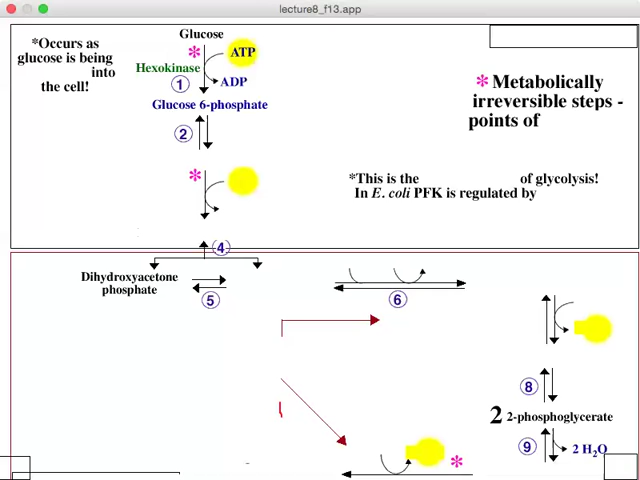 lecture8_f13.app
Glucose
*Occurs as
glucose is being
into
the cell!
*
ATP
Hexokinase
1
ADP
Glucose 6-phosphate
2
* Metabolically
irreversible steps -
points of
*
*This is the of glycolysis!
In E. coli PFK is regulated by
4
Dihydroxyacetone
phosphate
5
6
8
2 2-phosphoglycerate
9
2 H₂O
*